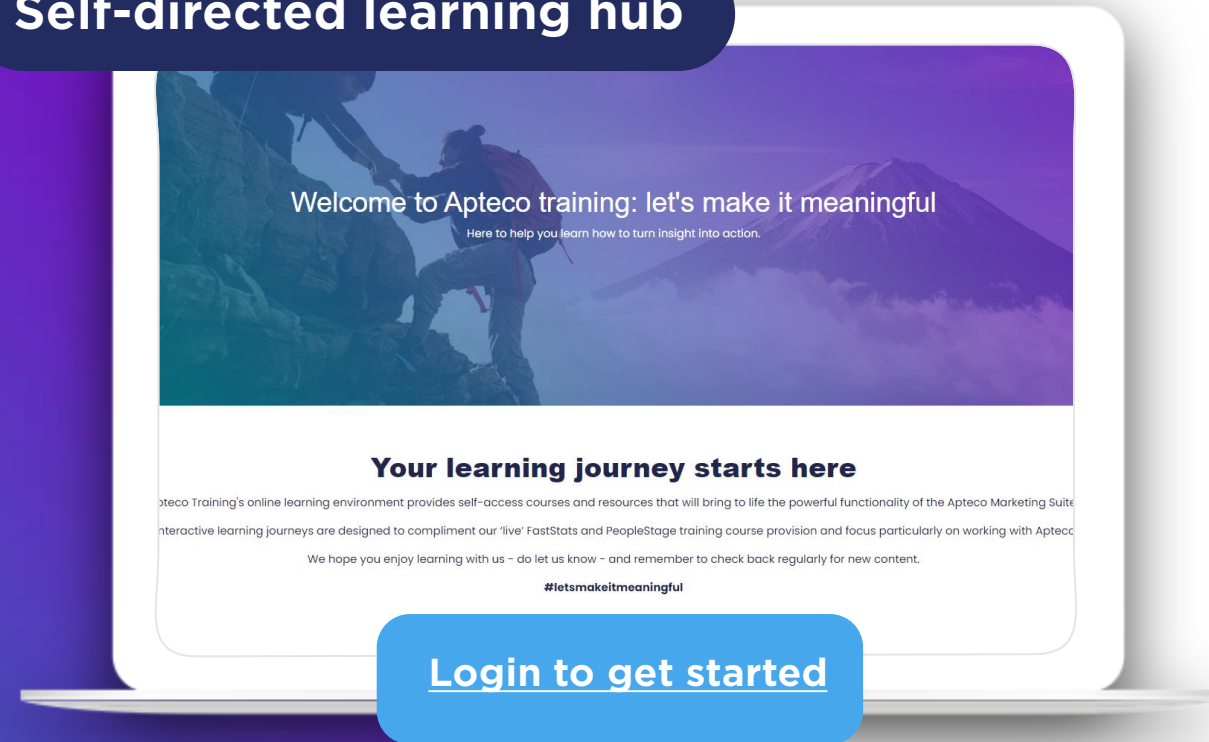 Self-directed learning hub
Welcome to Apteco training: let's make it meaningful
Here to help you learn how to turn insight into action.
Your learning journey starts here
pteco Training's online learning environment provides self-access courses and resources that will bring to life the powerful functionality of the Apteco Marketing Suite
nteractive learning journeys are designed to compliment our 'live' FastStats and PeopleStage training course provision and focus particularly on working with Apteco
We hope you enjoy learning with us - do let us know - and remember to check back regularly for new content.
#letsmakeitmeaningful
Login to get started